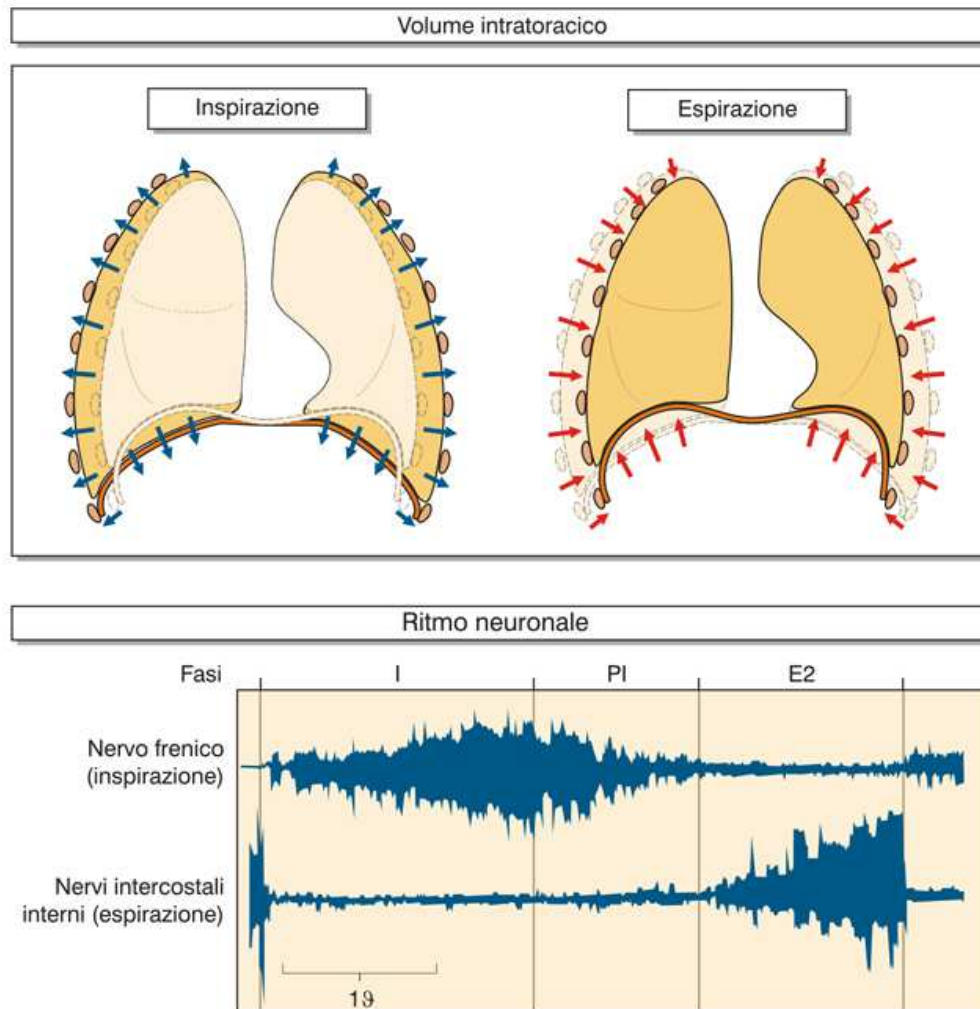 Volume intratoracico
Inspirazione
Espirazione
Ritmo neuronale
Fasi
I
PI
E2
Nervo frenico
(inspirazione)
Nervi intercostali
interni (espirazione)